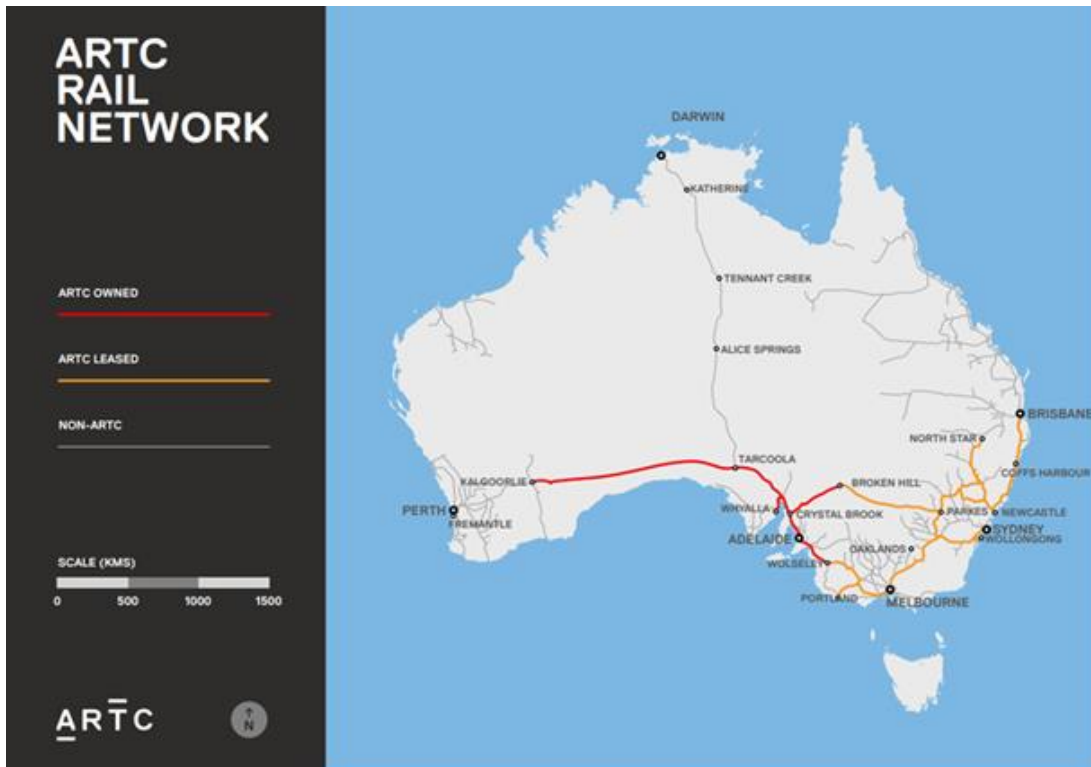 ARTC
RAIL
NETWORK
ARTC OWNED
ARTC LEASED
NON-ARTC
SCALE (KMS)
0 500 1000 1500
ARTC
N
DARWIN
KATHERINE
TENNANT CREEK
ALICE SPRINGS
BRISBANE
NORTH STAR
TARCOOLA
COFFS HARBOUR
KALGOORLIE
BROKEN HILL
PERTH
WHYALLA
CRYSTAL BROOK
PARKES
NEWCASTLE
FREMANTLE
SYDNEY
ADELAIDE
OAKLANDS
WOLLONGONG
WOLSELEY
PORTLAND
MELBOURNE